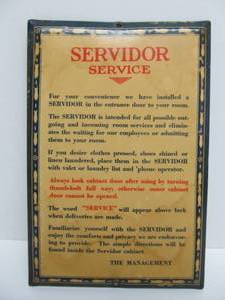 SERVIDOR
SERVICE
For your convenience we have installed a
SERVIDOR in the entrance door to your room.
The SERVIDOR is intended for all possible out-
going and incoming room services and elimin-
ates the waiting for our employees or admitting
them to your room.
If you desire clothes pressed, shoes shined or
linen laundered, place them in the SERVIDOR
with valet or laundry list and 'phone operator.
Always lock cabinet door after using by turning
thumb-bolt full way; otherwise outer cabinet
door cannot be opened.
The word "SERVICE" will appear above lock
when deliveries are made.
Familiarize yourself with the SERVIDOR and
enjoy the comfort and privacy we are endeavor-
ing to provide. The simple directions will be
found inside the Servidor cabinet.
THE MANAGEMENT